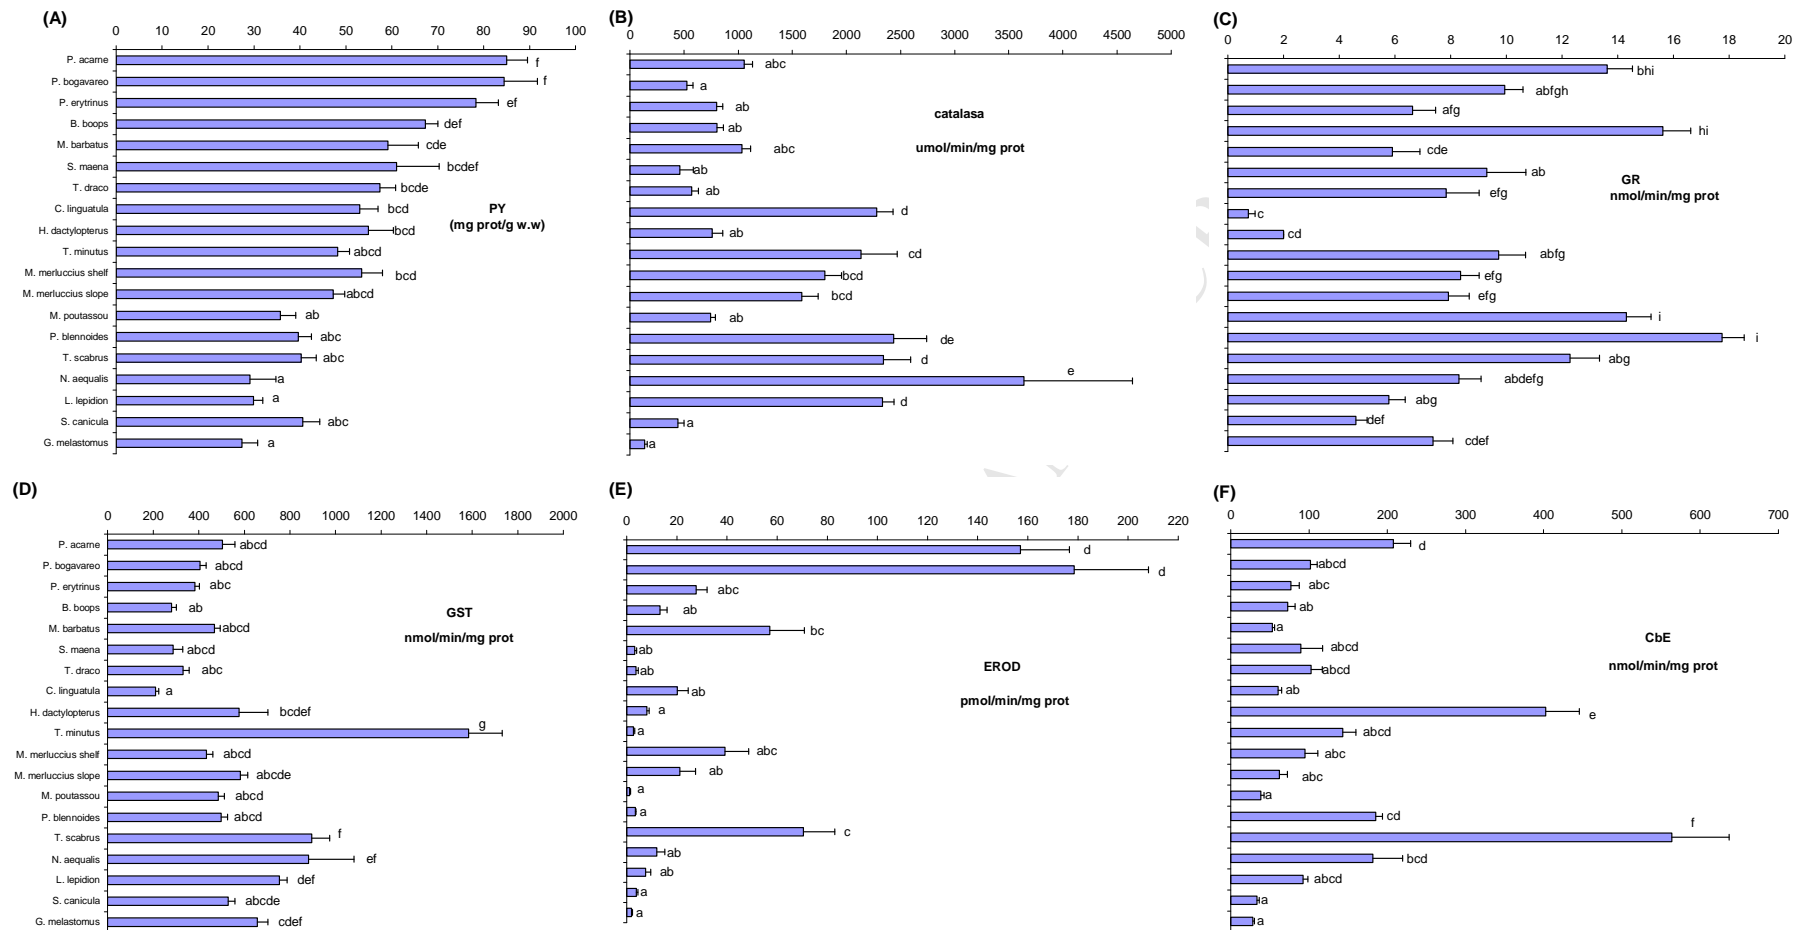 (A)
0 10 20 30 40 50 60 70 80 90 100
P. acarne f
P. bogavareo f
P. erytrinus ef
B. boops def
M. barbatus cde
S. maena bcdef
T. draco bcde
C. linguatula bcd
H. dactylopterus bcd
T. minutus abcd
M. merluccius shelf bcd
M. merluccius slope abcd
M. poutassou ab
P. blennoides abc
T. scabrus abc
N. aequalis a
L. lepidion a
S. canicula abc
G. melastomus a
PY
(mg prot/g w.w)
(B)
0 500 1000 2000 2500 3000 3500 4000 4500 5000
abc
a
ab
ab
abc
ab
ab
d
ab
cd
bcd
bcd
ab
de
d
e
d
a
a
catalasa
umol/min/mg prot
(C)
0 2 4 6 8 10 12 14 16 18 20
bhi
abfgh
afg
hi
cde
ab
efg
c
cd
abfg
efg
efg
i
i
abg
abdefg
abg
def
cdef
GR
nmol/min/mg prot
(D)
0 200 400 600 800 1000 1200 1400 1600 1800 2000
P. acarne abcd
P. bogavareo abcd
P. erytrinus abc
B. boops ab
M. barbatus abcd
S. maena abcd
T. draco abc
C. linguatula a
H. dactylopterus bcdef
T. minutus g
M. merluccius shelf abcd
M. merluccius slope abcde
M. poutassou abcd
P. blennoides abcd
T. scabrus f
N. aequalis ef
L. lepidion def
S. canicula abcde
G. melastomus cdef
GST
nmol/min/mg prot
(E)
0 20 40 60 80 100 120 140 160 180 200 220
d
d
abc
ab
bc
ab
ab
ab
a
a
abc
ab
a
a
c
ab
ab
a
a
EROD
pmol/min/mg prot
(F)
0 100 200 300 400 500 600 700
d
abcd
abc
ab
a
abcd
abcd
ab
e
abcd
abc
abc
a
cd
f
bcd
abcd
a
a
CbE
nmol/min/mg prot